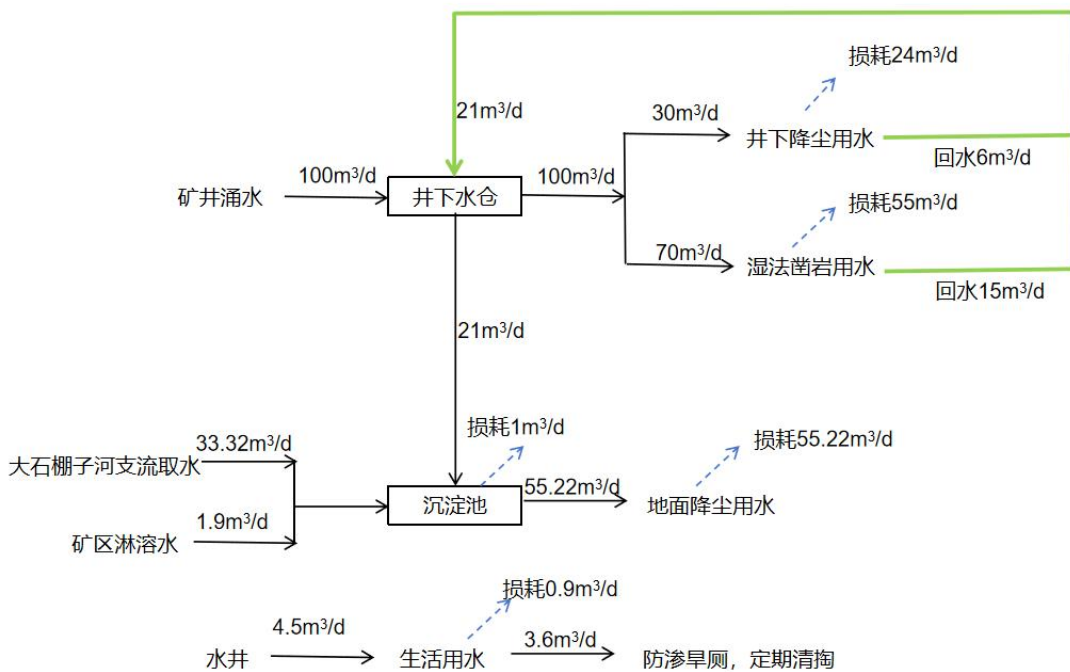 损耗24m³/d
21m³/d
30m³/d
井下降尘用水
回水6m³/d
矿井涌水
100m³/d
井下水仓
100m³/d
损耗55m³/d
70m³/d
湿法凿岩用水
回水15m³/d
21m³/d
损耗1m³/d
损耗55.22m³/d
大石棚子河支流取水
33.32m³/d
沉淀池
55.22m³/d
地面降尘用水
矿区淋溶水
1.9m³/d
损耗0.9m³/d
水井
4.5m³/d
生活用水
3.6m³/d
防渗旱厕，定期清掏